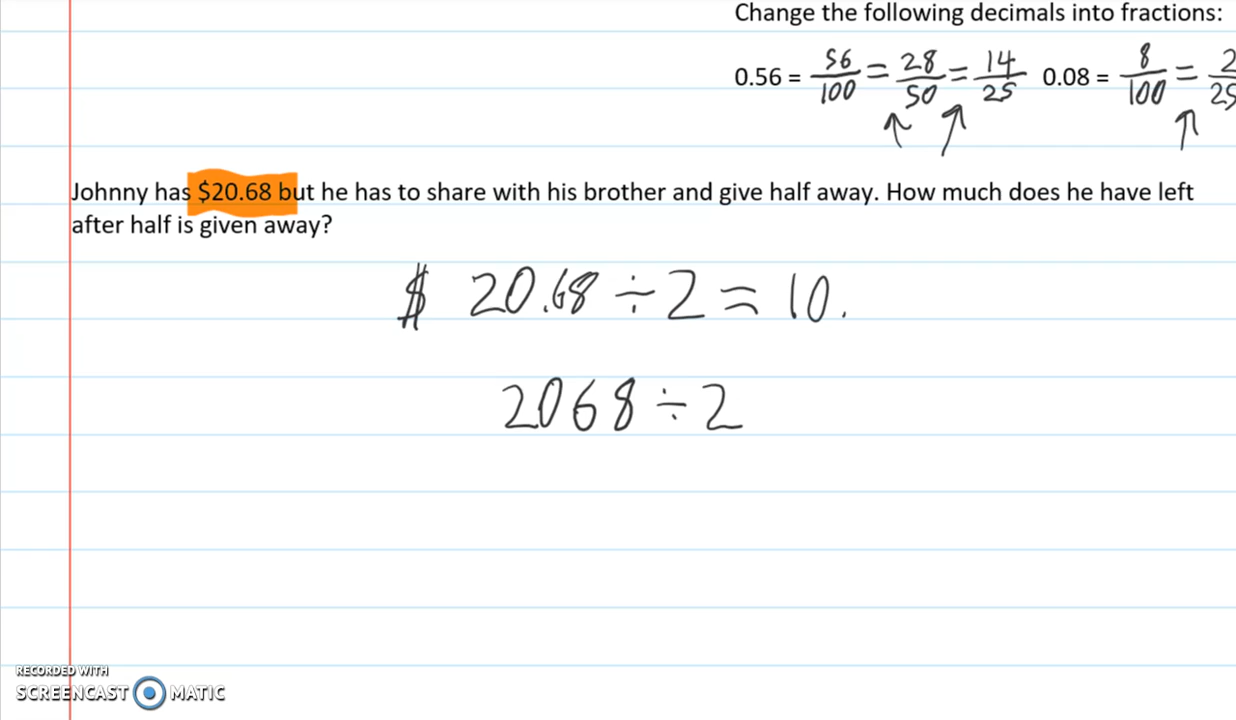 Change the following decimals into fractions:
0.56 = 56/100 = 28/50 = 14/25 0.08 = 8/100 = 2/25
Johnny has $20.68 but he has to share with his brother and give half away. How much does he have left
after half is given away?
$ 20.68 ÷ 2 = 10.
2068 ÷ 2
RECORDED WITH
SCREENCAST MATIC